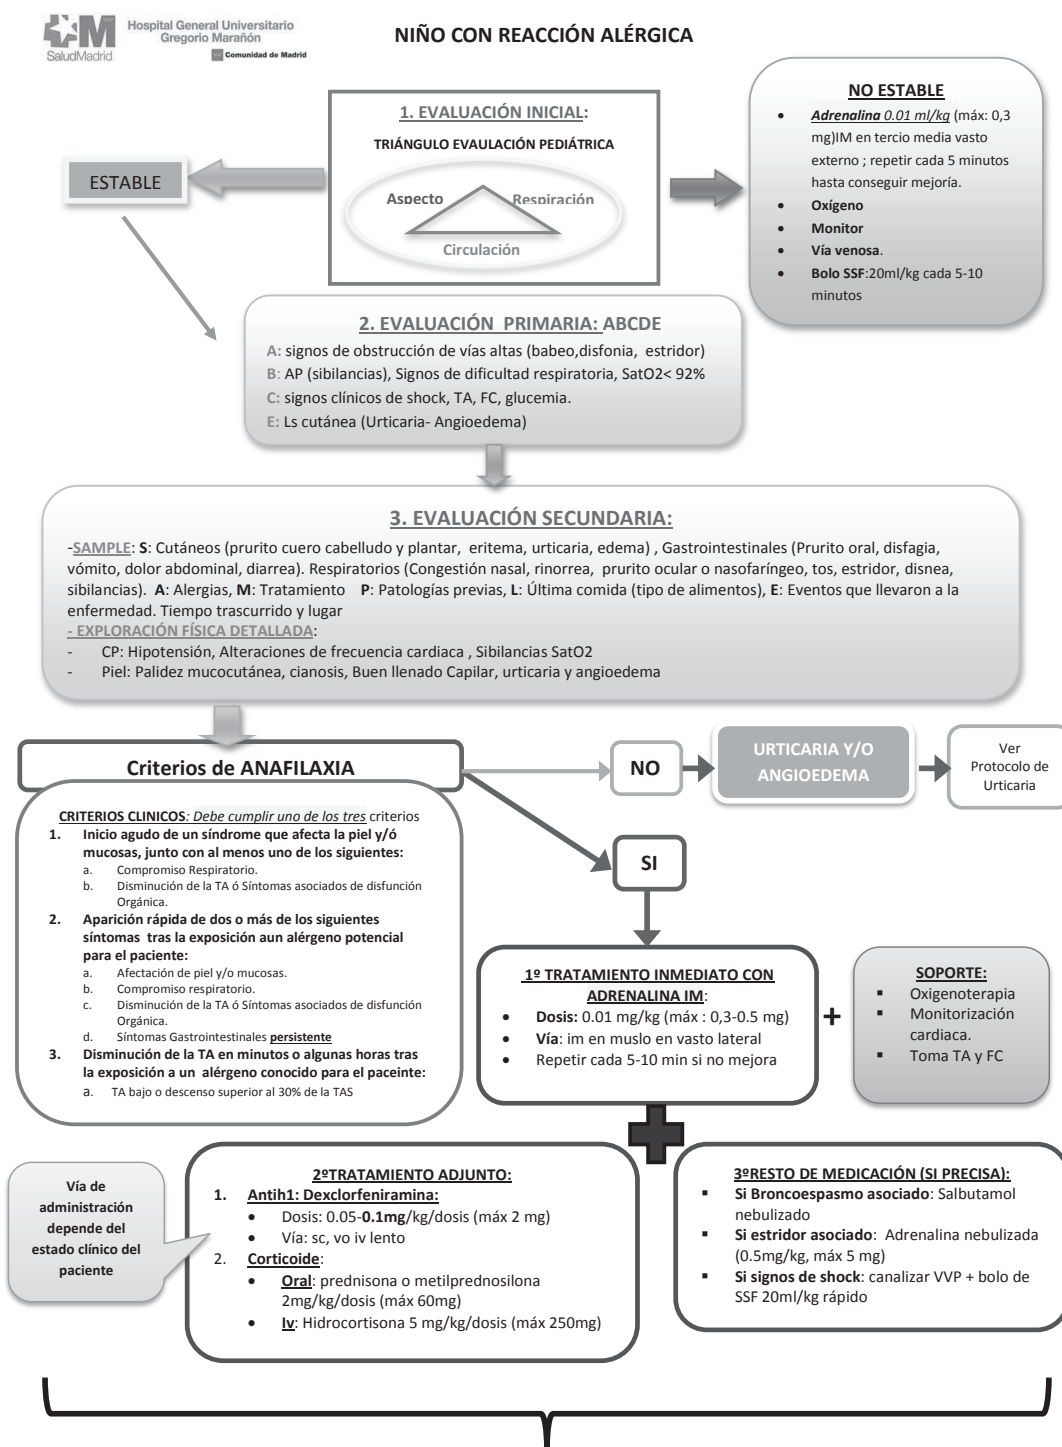 SaludMadrid
Hospital General Universitario
Gregorio Marañón
Comunidad de Madrid
NIÑO CON REACCIÓN ALÉRGICA
1. EVALUACIÓN INICIAL:
TRIÁNGULO EVAULACIÓN PEDIÁTRICA
Aspecto
Respiración
Circulación
ESTABLE
NO ESTABLE
• Adrenalina 0.01 ml/kg (máx: 0,3
mg)IM en tercio media vasto
externo ; repetir cada 5 minutos
hasta conseguir mejoría.
• Oxígeno
• Monitor
• Vía venosa.
• Bolo SSF:20ml/kg cada 5-10
minutos
2. EVALUACIÓN PRIMARIA: ABCDE
A: signos de obstrucción de vías altas (babeo,disfonia, estridor)
B: AP (sibilancias), Signos de dificultad respiratoria, SatO2< 92%
C: signos clínicos de shock, TA, FC, glucemia.
E: Ls cutánea (Urticaria- Angioedema)
3. EVALUACIÓN SECUNDARIA:
-SAMPLE: S: Cutáneos (prurito cuero cabelludo y plantar, eritema, urticaria, edema) , Gastrointestinales (Prurito oral, disfagia,
vómito, dolor abdominal, diarrea). Respiratorios (Congestión nasal, rinorrea, prurito ocular o nasofaríngeo, tos, estridor, disnea,
sibilancias). A: Alergias, M: Tratamiento P: Patologías previas, L: Última comida (tipo de alimentos), E: Eventos que llevaron a la
enfermedad. Tiempo trascurrido y lugar
- EXPLORACIÓN FÍSICA DETALLADA:
- CP: Hipotensión, Alteraciones de frecuencia cardiaca , Sibilancias SatO2
- Piel: Palidez mucocutánea, cianosis, Buen llenado Capilar, urticaria y angioedema
Criterios de ANAFILAXIA
NO
URTICARIA Y/O
ANGIOEDEMA
Ver
Protocolo de
Urticaria
SI
CRITERIOS CLINICOS: Debe cumplir uno de los tres criterios
1. Inicio agudo de un síndrome que afecta la piel y/ó
mucosas, junto con al menos uno de los siguientes:
a. Compromiso Respiratorio.
b. Disminución de la TA ó Síntomas asociados de disfunción
Orgánica.
2. Aparición rápida de dos o más de los siguientes
síntomas tras la exposición aun alérgeno potencial
para el paciente:
a. Afectación de piel y/o mucosas.
b. Compromiso respiratorio.
c. Disminución de la TA ó Síntomas asociados de disfunción
Orgánica.
d. Síntomas Gastrointestinales persistente
3. Disminución de la TA en minutos o algunas horas tras
la exposición a un alérgeno conocido para el paceinte:
a. TA bajo o descenso superior al 30% de la TAS
1º TRATAMIENTO INMEDIATO CON
ADRENALINA IM:
• Dosis: 0.01 mg/kg (máx : 0,3-0.5 mg)
• Vía: im en muslo en vasto lateral
• Repetir cada 5-10 min si no mejora
+
SOPORTE:
▪ Oxigenoterapia
▪ Monitorización
cardiaca.
▪ Toma TA y FC
Vía de
administración
depende del
estado clínico del
paciente
2ºTRATAMIENTO ADJUNTO:
1. Antih1: Dexclorfeniramina:
• Dosis: 0.05-0.1mg/kg/dosis (máx 2 mg)
• Vía: sc, vo iv lento
2. Corticoide:
• Oral: prednisona o metilprednosilona
2mg/kg/dosis (máx 60mg)
• Iv: Hidrocortisona 5 mg/kg/dosis (máx 250mg)
3ºRESTO DE MEDICACIÓN (SI PRECISA):
▪ Si Broncoespasmo asociado: Salbutamol
nebulizado
▪ Si estridor asociado: Adrenalina nebulizada
(0.5mg/kg, máx 5 mg)
▪ Si signos de shock: canalizar VVP + bolo de
SSF 20ml/kg rápido